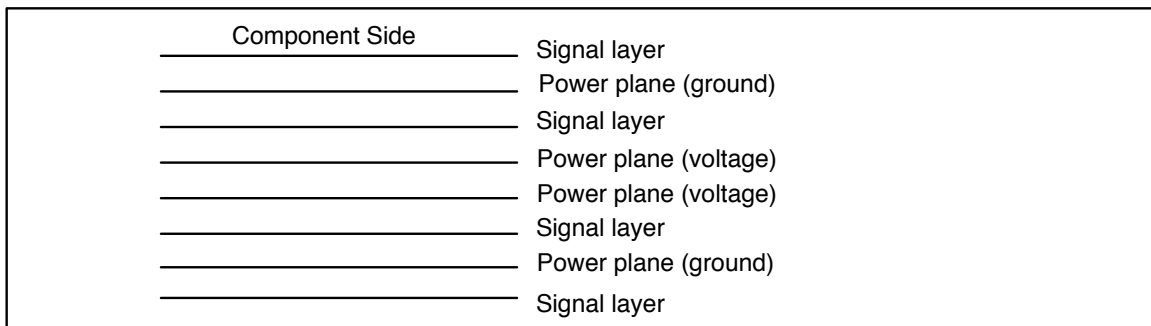 Component Side
Signal layer
Power plane (ground)
Signal layer
Power plane (voltage)
Power plane (voltage)
Signal layer
Power plane (ground)
Signal layer